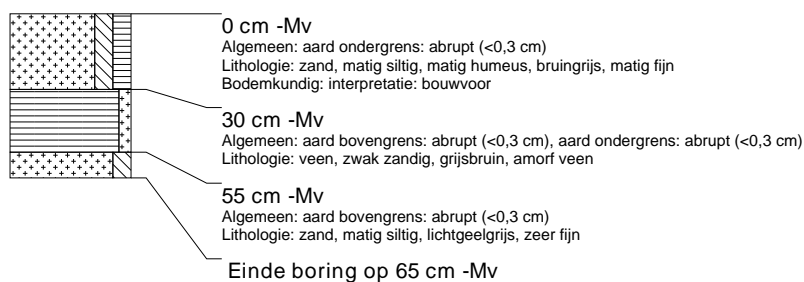 0 cm -Mv
Algemeen: aard ondergrens: abrupt (<0,3 cm)
Lithologie: zand, matig siltig, matig humeus, bruingrijs, matig fijn
Bodemkundig: interpretatie: bouwvoor
30 cm -Mv
Algemeen: aard bovengrens: abrupt (<0,3 cm), aard ondergrens: abrupt (<0,3 cm)
Lithologie: veen, zwak zandig, grijsbruin, amorf veen
55 cm -Mv
Algemeen: aard bovengrens: abrupt (<0,3 cm)
Lithologie: zand, matig siltig, lichtgeelgrijs, zeer fijn
Einde boring op 65 cm -Mv